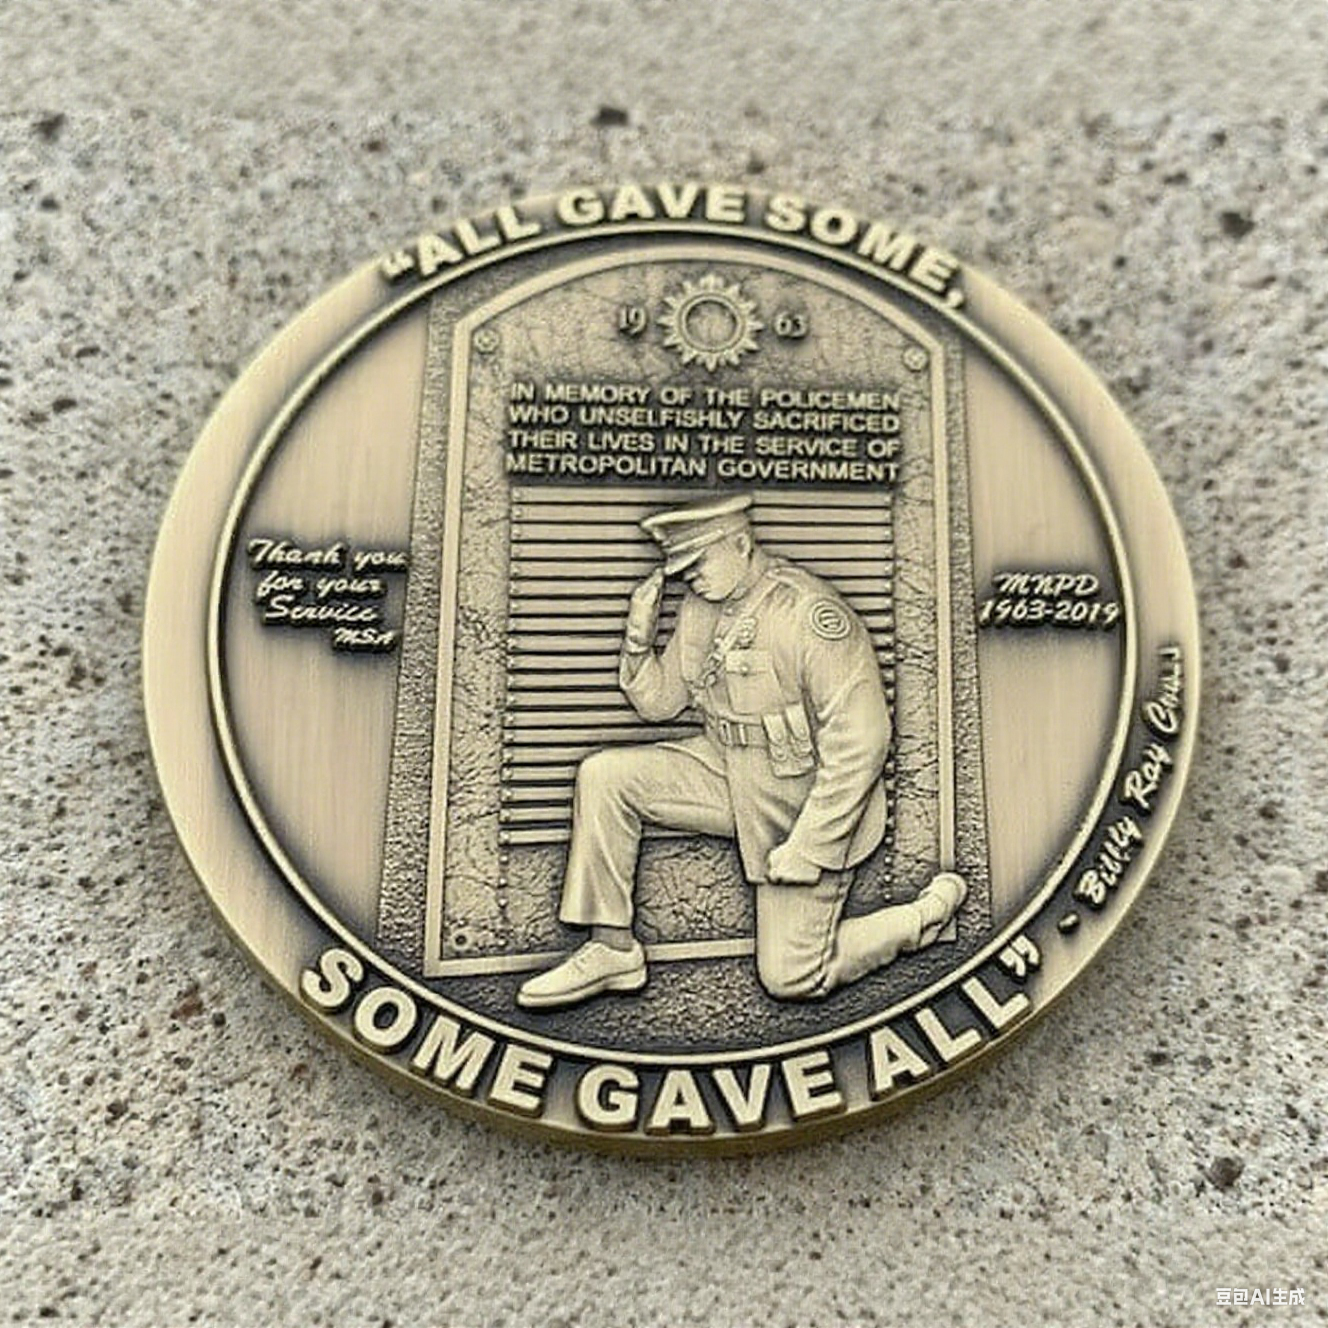 “ALL GAVE SOME,
19 63
IN MEMORY OF THE POLICEMEN
WHO UNSELFISHLY SACRIFICED
THEIR LIVES IN THE SERVICE OF
METROPOLITAN GOVERNMENT
Thank you
for your
Service
MSA
MNPD
1963-2019
SOME GAVE ALL”
- Billy Ray
豆包AI生成